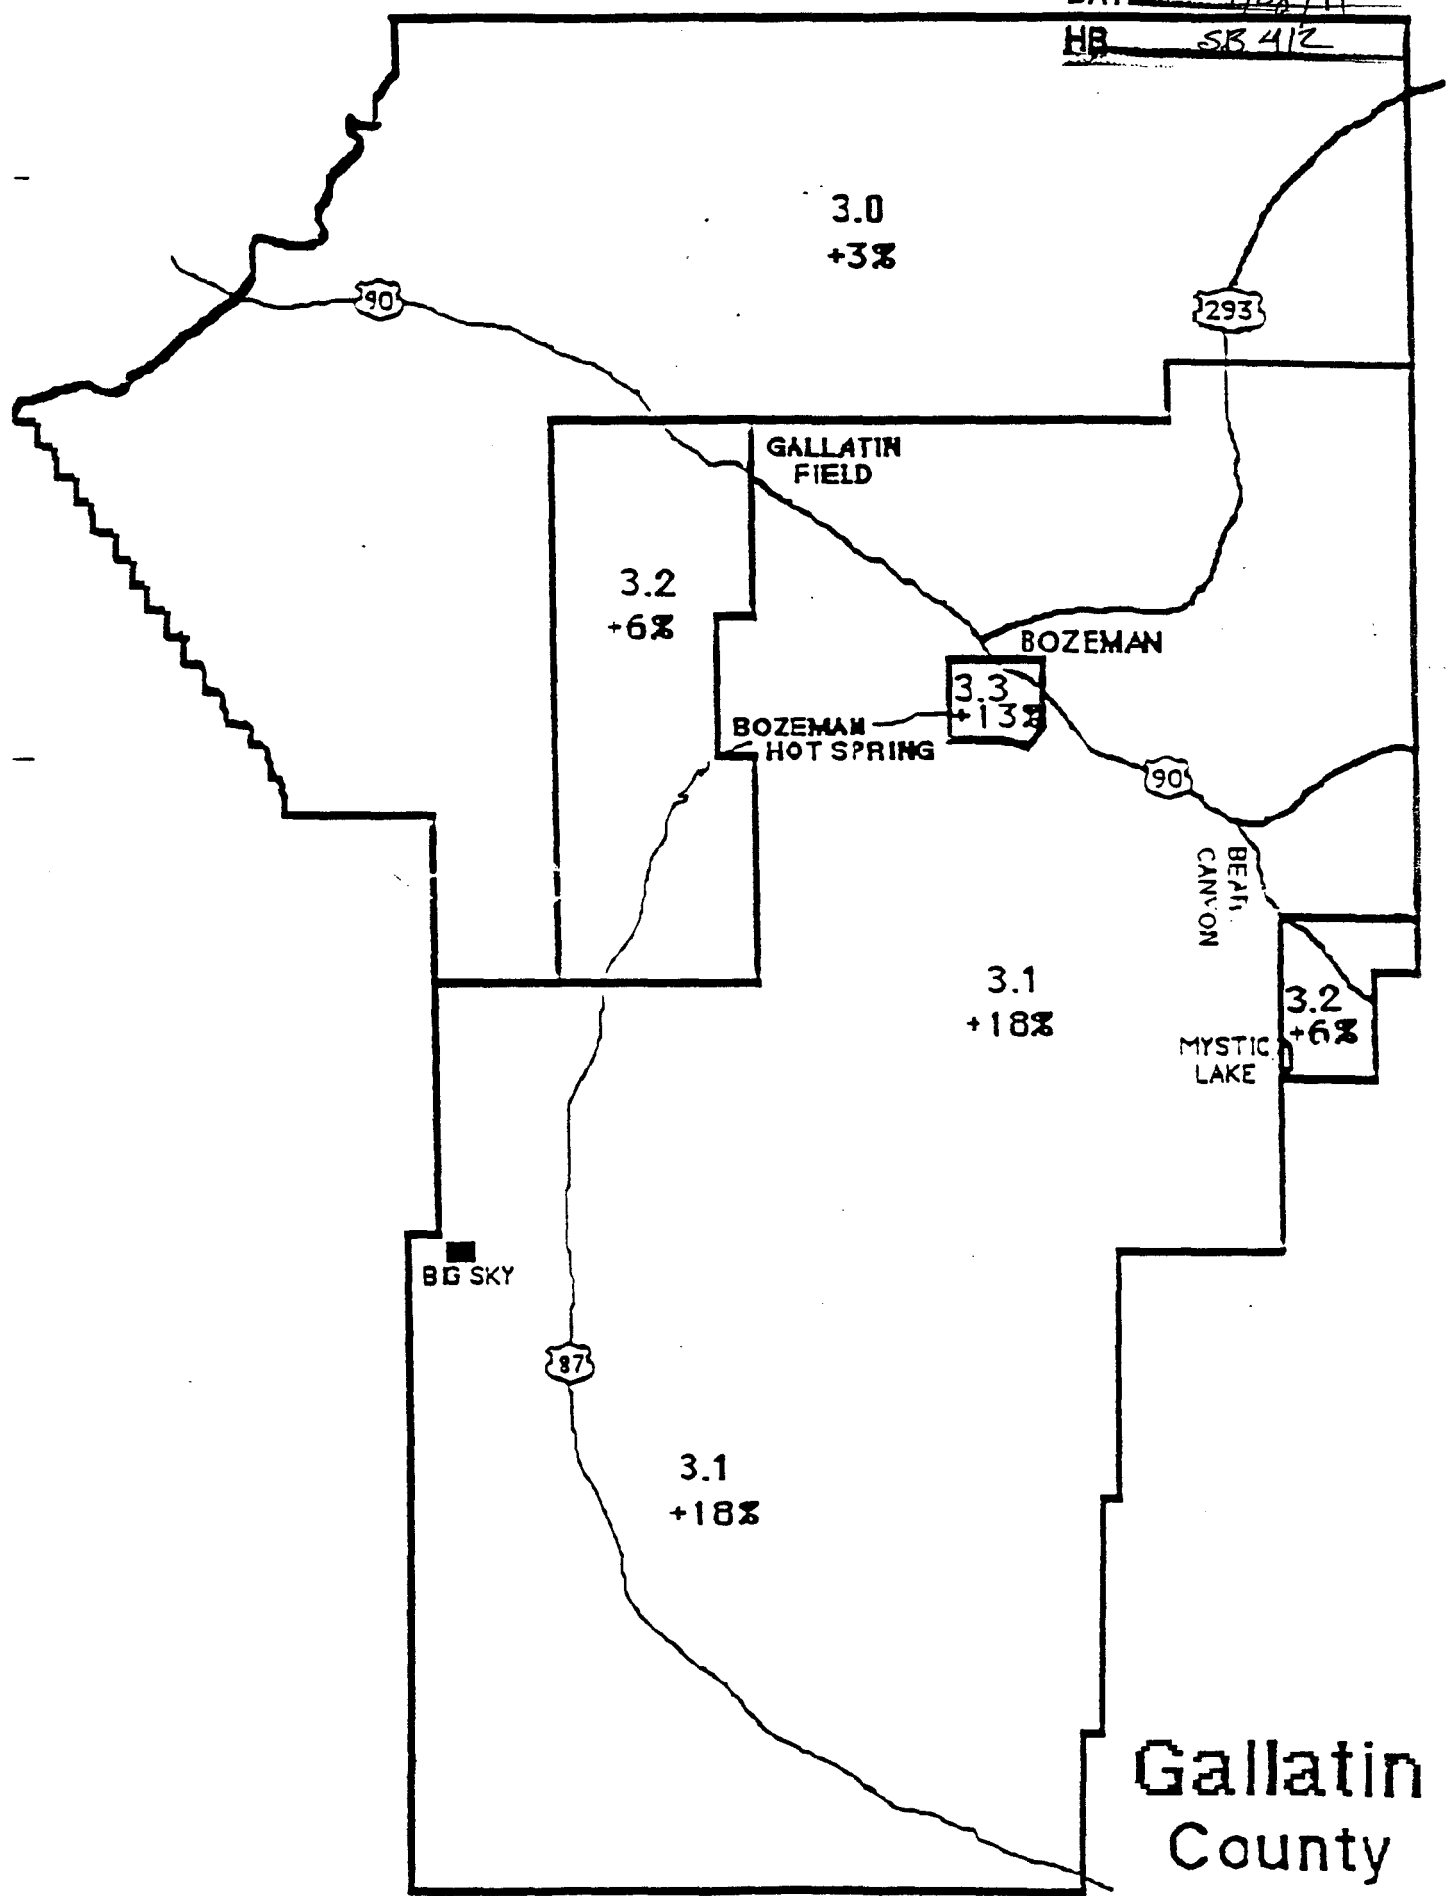 HB SB 412
3.0
+3%
90
293
GALLATIN
FIELD
3.2
+6%
BOZEMAN
3.3
+13%
BOZEMAN
HOT SPRING
90
BEAR
CANYON
3.1
+18%
3.2
+6%
MYSTIC
LAKE
BIG SKY
87
3.1
+18%
Gallatin
County